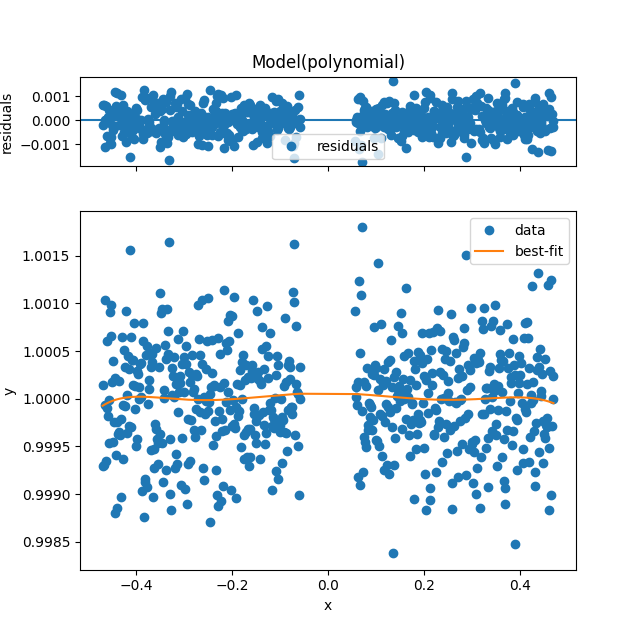 Model(polynomial)
residuals
0.001
0.000
−0.001
residuals
y
1.0015
1.0010
1.0005
1.0000
0.9995
0.9990
0.9985
data
best-fit
−0.4
−0.2
0.0
0.2
0.4
x